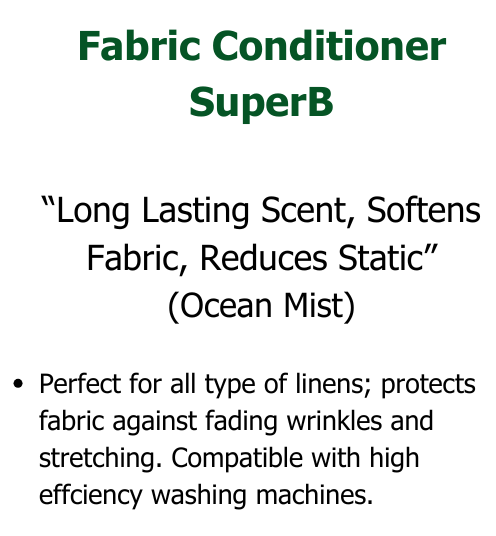 Fabric Conditioner
SuperB
“Long Lasting Scent, Softens
Fabric, Reduces Static”
(Ocean Mist)
• Perfect for all type of linens; protects
fabric against fading wrinkles and
stretching. Compatible with high
effciency washing machines.